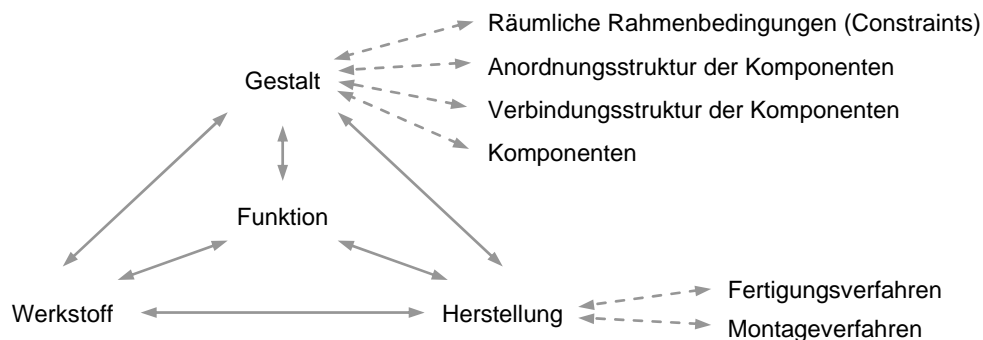 Räumliche Rahmenbedingungen (Constraints)
Anordnungsstruktur der Komponenten
Gestalt
Verbindungsstruktur der Komponenten
Komponenten
Funktion
Fertigungsverfahren
Werkstoff
Herstellung
Montageverfahren